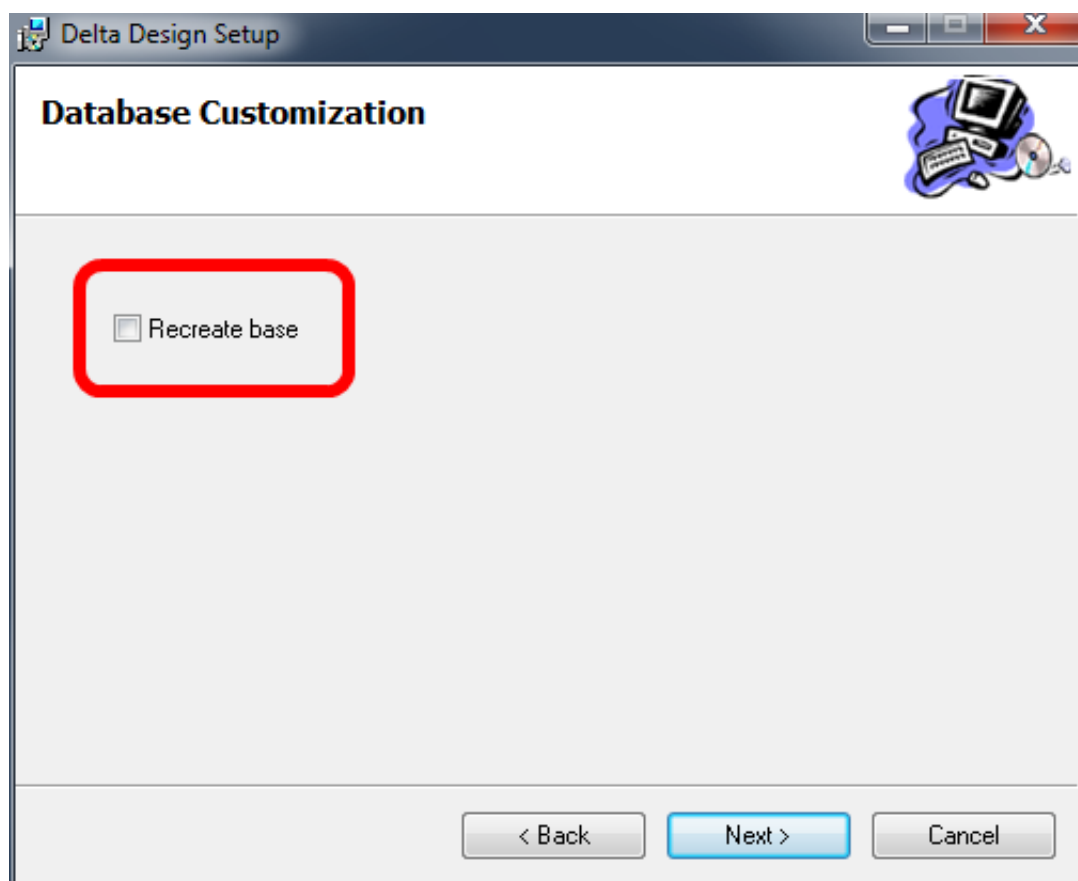 Delta Design Setup
Database Customization
Recreate base
< Back
Next >
Cancel